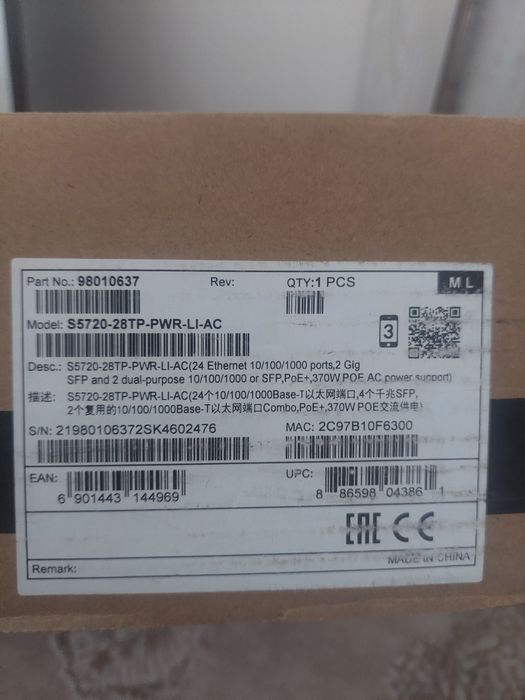 Part No.: 98010637 Rev: QTY:1 PCS ML
Model: S5720-28TP-PWR-LI-AC
3
Desc.: S5720-28TP-PWR-LI-AC(24 Ethernet 10/100/1000 ports,2 Gig
SFP and 2 dual-purpose 10/100/1000 or SFP,PoE+,370W POE AC power support)
描述: S5720-28TP-PWR-LI-AC(24个10/100/1000Base-T以太网端口,4个千兆SFP,
2个复用的10/100/1000Base-T以太网端口Combo,PoE+,370W POE交流供电)
S/N: 21980106372SK4602476 MAC: 2C97B10F6300
EAN: UPC:
6 901443 144969 8 86598 04386 1
EAC CE
MADE IN CHINA
Remark: